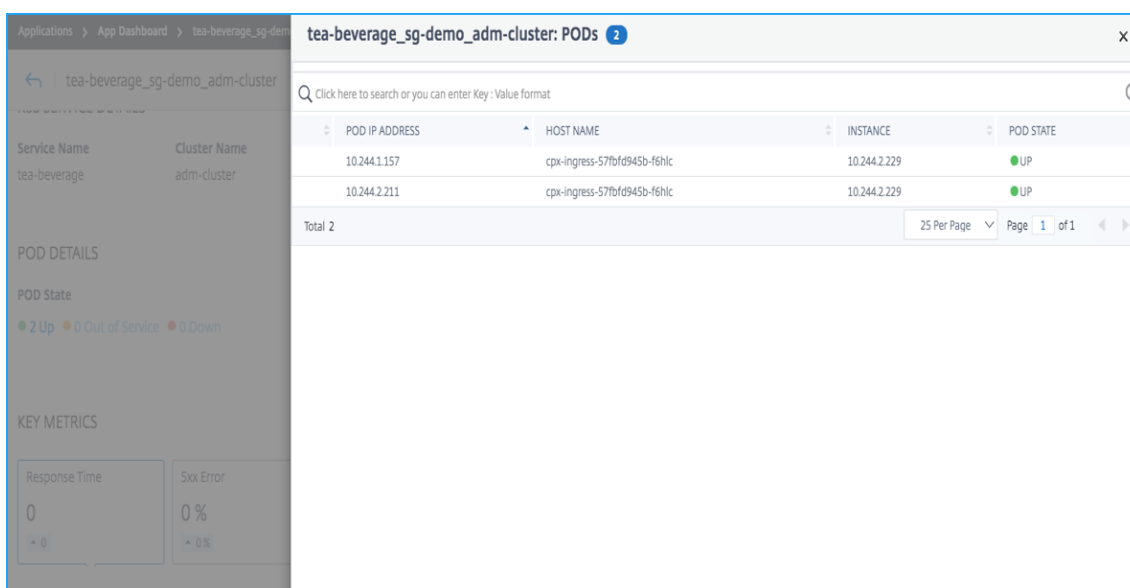 Applications > App Dashboard > tea-beverage_sg-dem
tea-beverage_sg-demo_adm-cluster
Service Name Cluster Name
tea-beverage adm-cluster
POD DETAILS
POD State
2 Up 0 Out of Service 0 Down
KEY METRICS
Response Time 5xx Error
0 0 %
0 0 %
tea-beverage_sg-demo_adm-cluster: PODs 2 X
Click here to search or you can enter Key : Value format
POD IP ADDRESS HOST NAME INSTANCE POD STATE
10.244.1.157 cpx-ingress-57fbfd945b-f6hlc 10.244.2.229 UP
10.244.2.211 cpx-ingress-57fbfd945b-f6hlc 10.244.2.229 UP
Total 2 25 Per Page Page 1 of 1